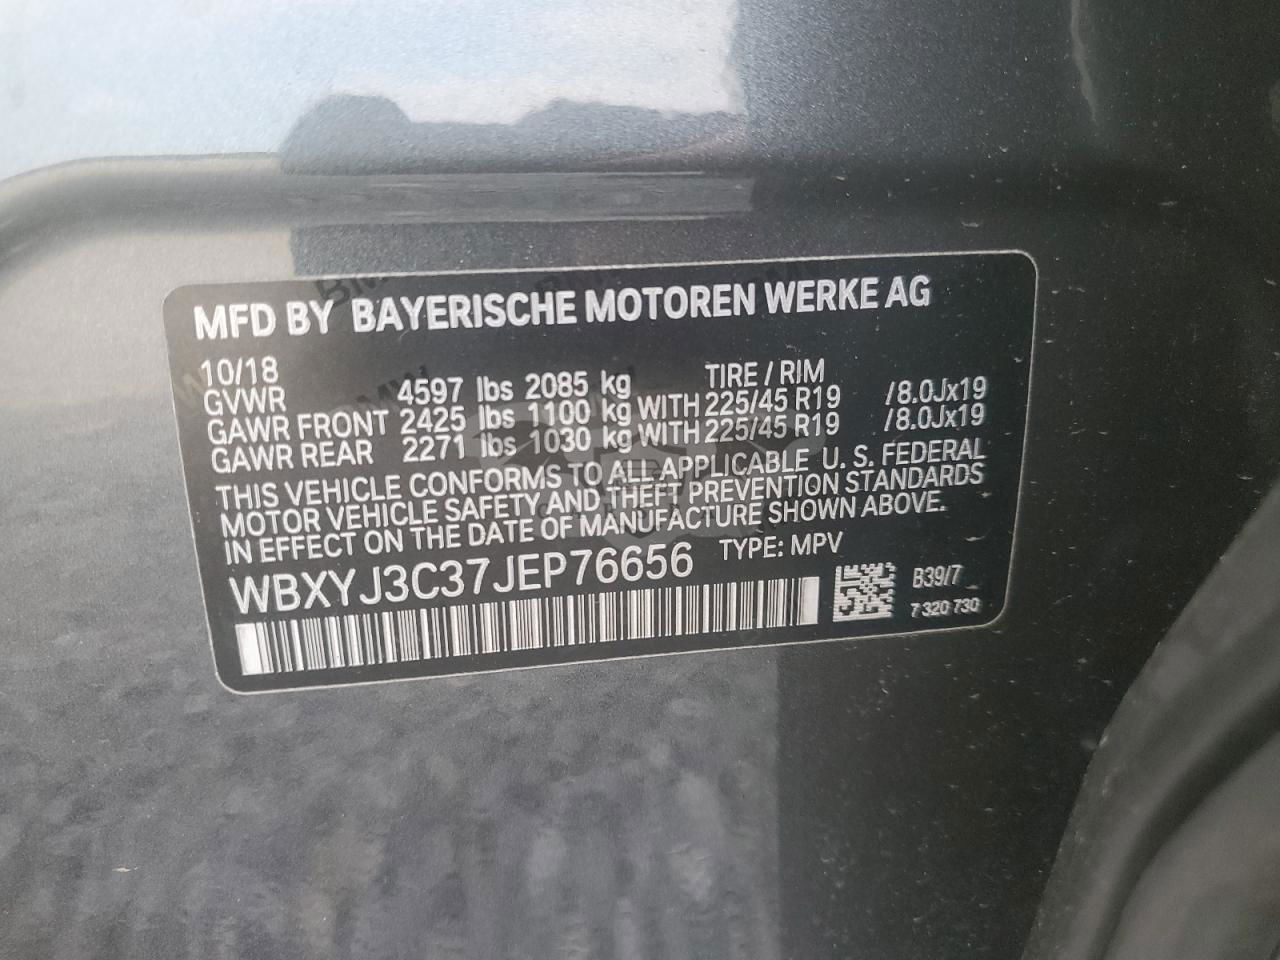 MFD BY BAYERISCHE MOTOREN WERKE AG
10/18 TIRE / RIM
GVWR 4597 lbs 2085 kg
GAWR FRONT 2425 lbs 1100 kg WITH 225/45 R19 /8.0Jx19
GAWR REAR 2271 lbs 1030 kg WITH 225/45 R19 /8.0Jx19
THIS VEHICLE CONFORMS TO ALL APPLICABLE U. S. FEDERAL
MOTOR VEHICLE SAFETY AND THEFT PREVENTION STANDARDS
IN EFFECT ON THE DATE OF MANUFACTURE SHOWN ABOVE.
WBXYJ3C37JEP76656 TYPE: MPV
B39/7
7 320 730